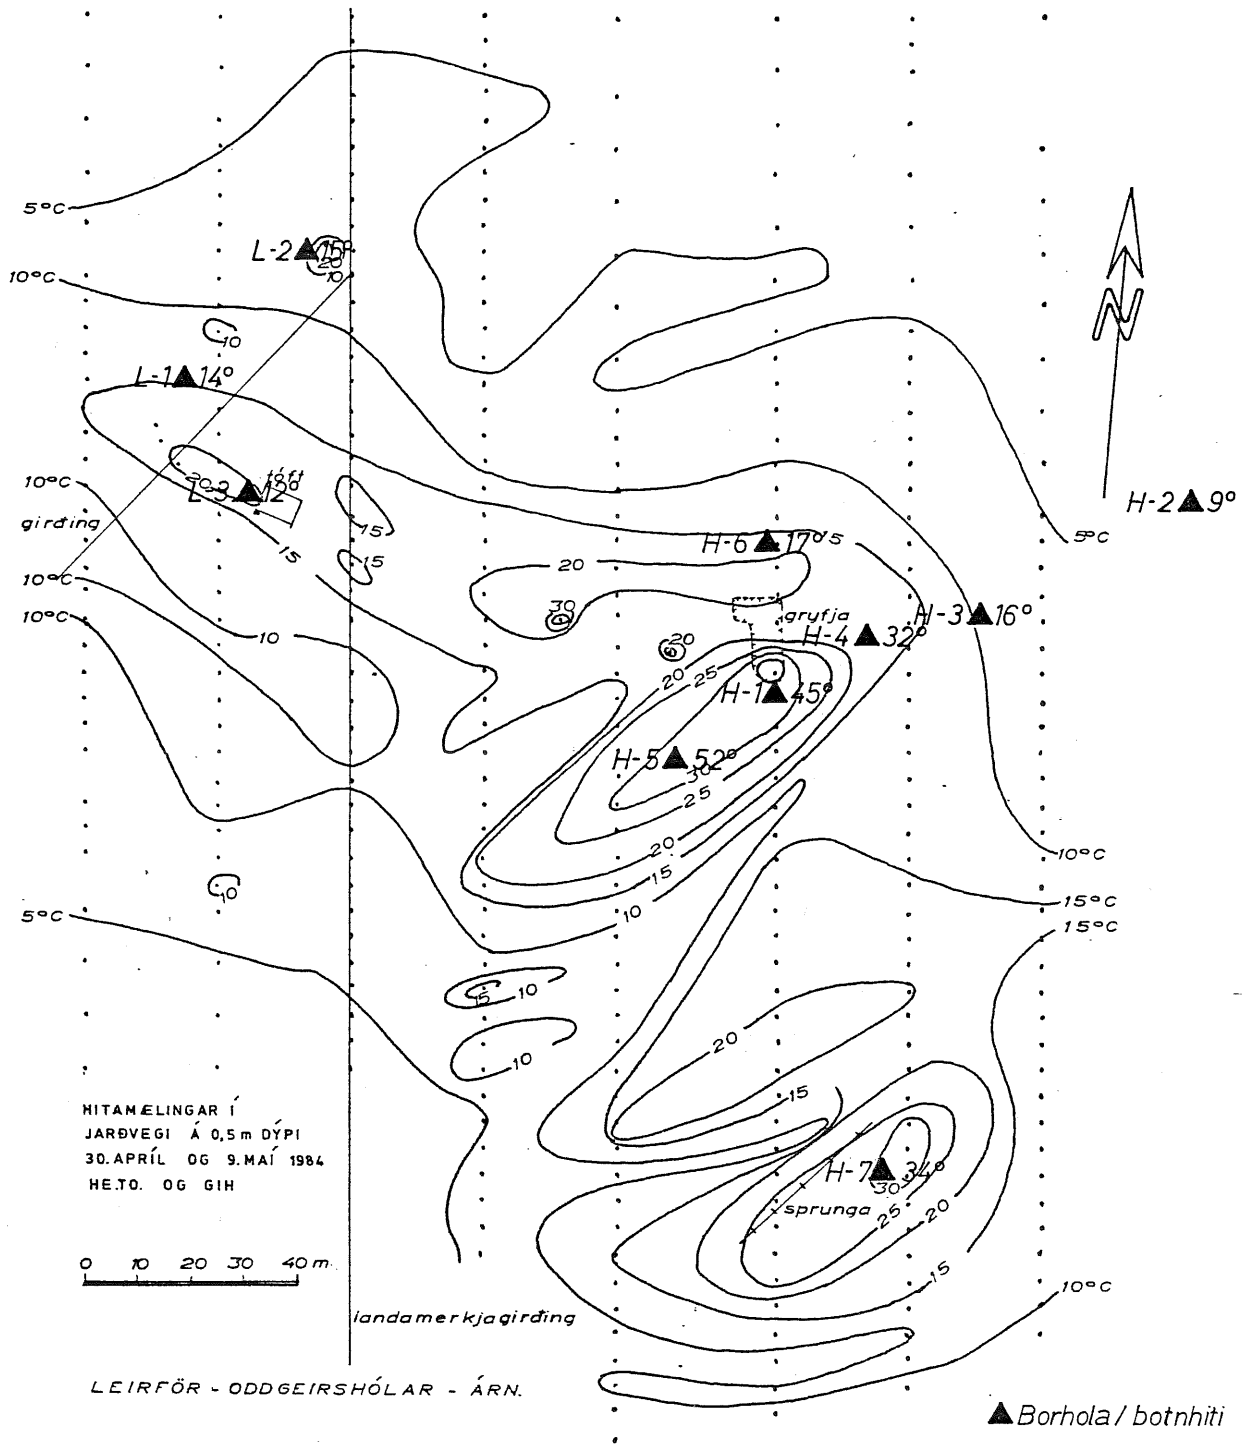 5°C
L-2 15°
20
10
10°C
10
L-1 14°
20
tóft
10°C
L-3 12°
15
H-2 9°
girðing
5°C
H-6 17°
15
15
20
10°C
15
30
10°C
gryfja
H-3 16°
10
20
H-4 32°
20
25
H-1 45°
H-5 52°
30
25
20
10°C
15
10
15°C
10
5°C
15°C
15
10
20
10
15
HITAMÆLINGAR Í
JARÐVEGI Á 0,5 m DÝPI
30. APRÍL OG 9. MAÍ 1984
HE.TO. OG GIH
H-7 34°
30
sprunga
25
20
0 10 20 30 40 m
15
10°C
landamerkjagirðing
LEIRFÖR - ODDGEIRSHÓLAR - ÁRN.
Borhola / botnhiti
N